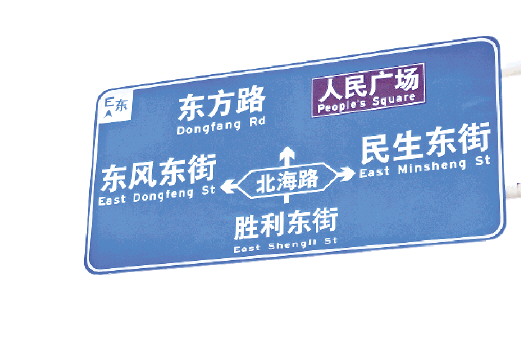 E东
东方路
Dongfang Rd
人民广场
People's Square
东风东街
East Dongfeng St
北海路
民生东街
East Minsheng St
胜利东街
East Shengli St